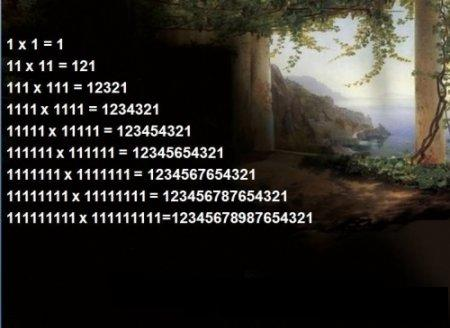 1 x 1 = 1
11 x 11 = 121
111 x 111 = 12321
1111 x 1111 = 1234321
11111 x 11111 = 123454321
111111 x 111111 = 12345654321
1111111 x 1111111 = 1234567654321
11111111 x 11111111 = 123456787654321
111111111 x 111111111=12345678987654321